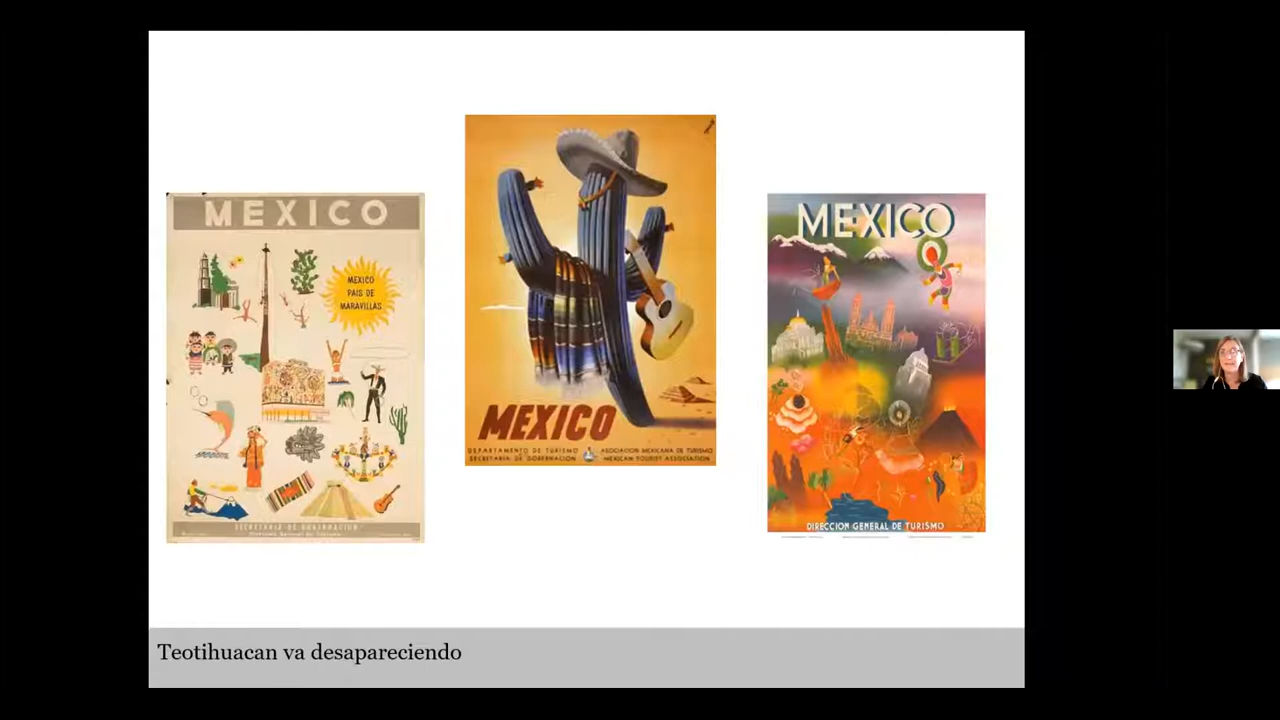 MEXICO
MEXICO
PAIS DE
MARAVILLAS
SECRETARIA DE GOBERNACION
MEXICO
DEPARTAMENTO DE TURISMO
SECRETARIA DE GOBERNACION
ASOCIACION MEXICANA DE TURISMO
MEXICAN TOURIST ASSOCIATION
MEXICO
DIRECCION GENERAL DE TURISMO
Teotihuacan va desapareciendo